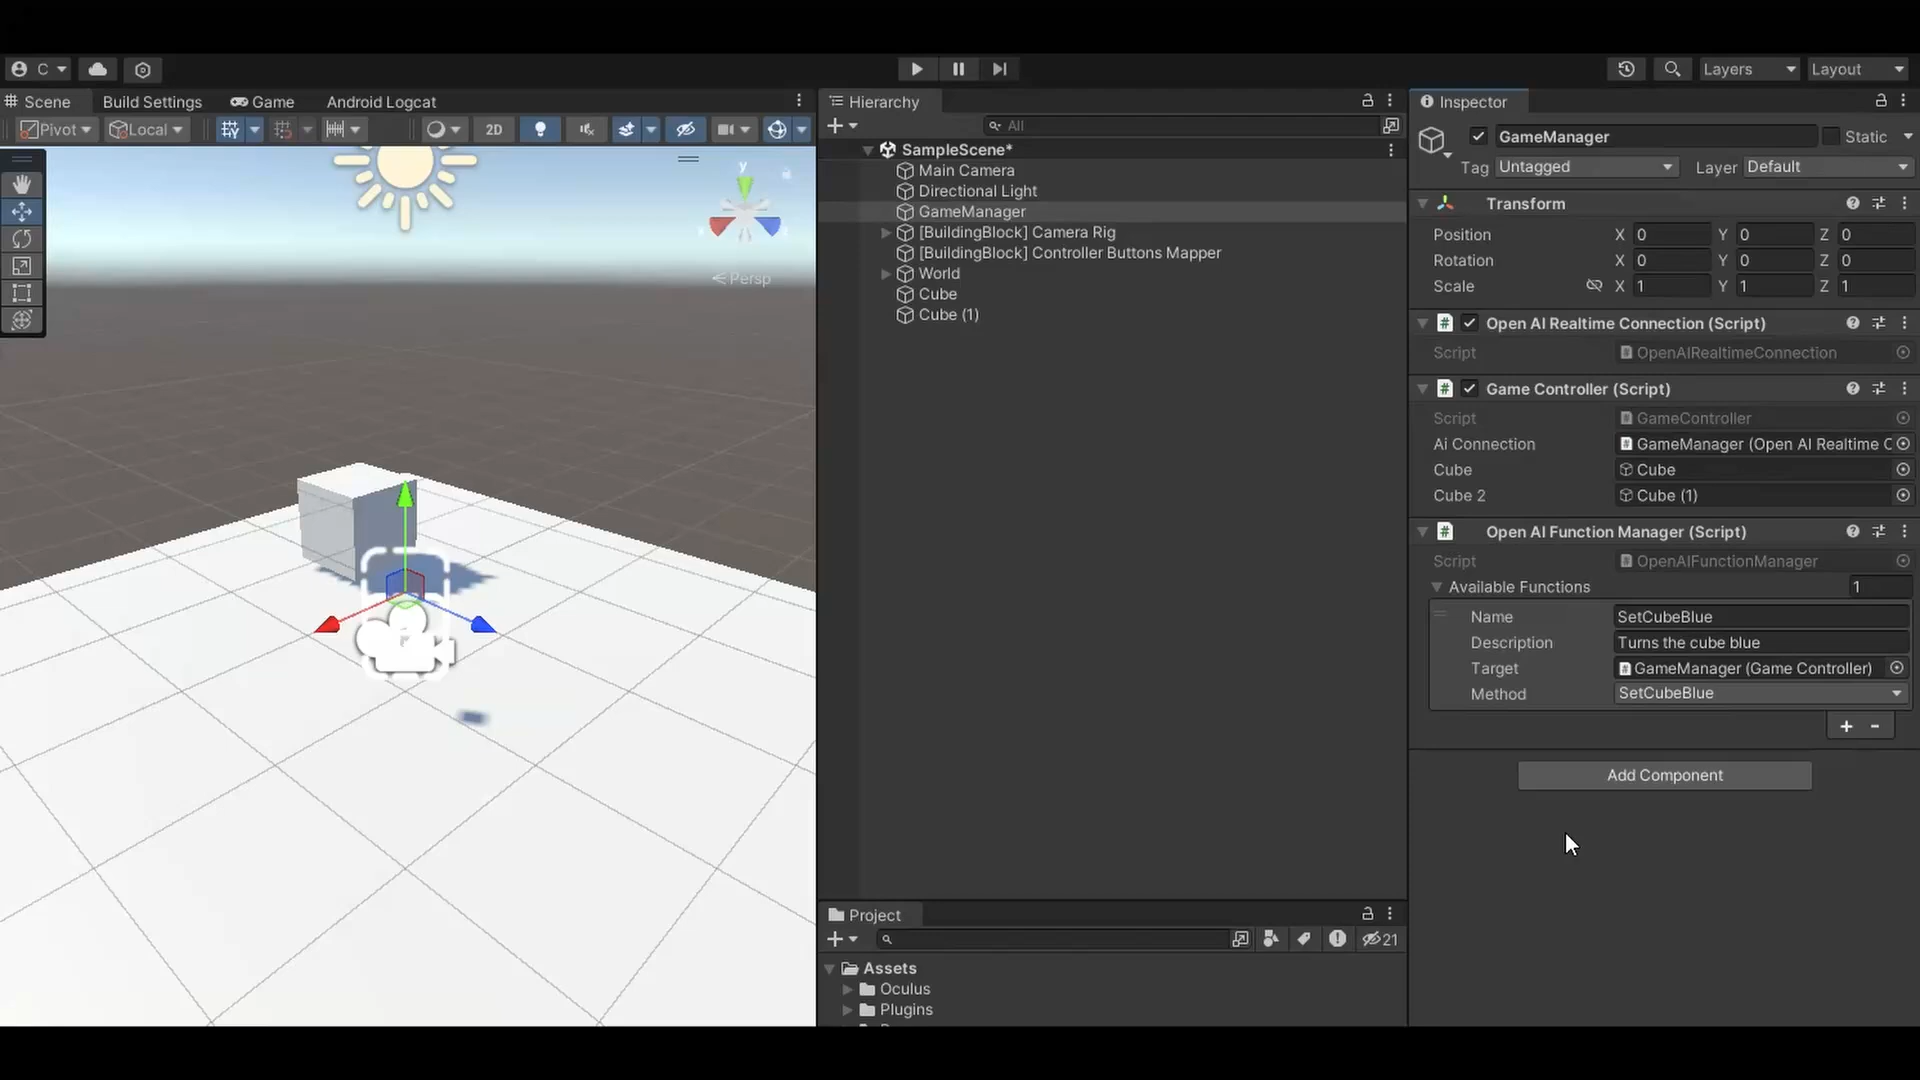 C
Layers
Layout
Scene
Build Settings
Game
Android Logcat
Pivot
Local
2D
y
Persp
Hierarchy
All
SampleScene*
Main Camera
Directional Light
GameManager
[BuildingBlock] Camera Rig
[BuildingBlock] Controller Buttons Mapper
World
Cube
Cube (1)
Project
21
Assets
Oculus
Plugins
Inspector
GameManager
Static
Tag Untagged
Layer Default
Transform
Position X 0 Y 0 Z 0
Rotation X 0 Y 0 Z 0
Scale X 1 Y 1 Z 1
Open AI Realtime Connection (Script)
Script OpenAIRealtimeConnection
Game Controller (Script)
Script GameController
Ai Connection GameManager (Open AI Realtime C
Cube Cube
Cube 2 Cube (1)
Open AI Function Manager (Script)
Script OpenAIFunctionManager
Available Functions 1
Name SetCubeBlue
Description Turns the cube blue
Target GameManager (Game Controller)
Method SetCubeBlue
Add Component